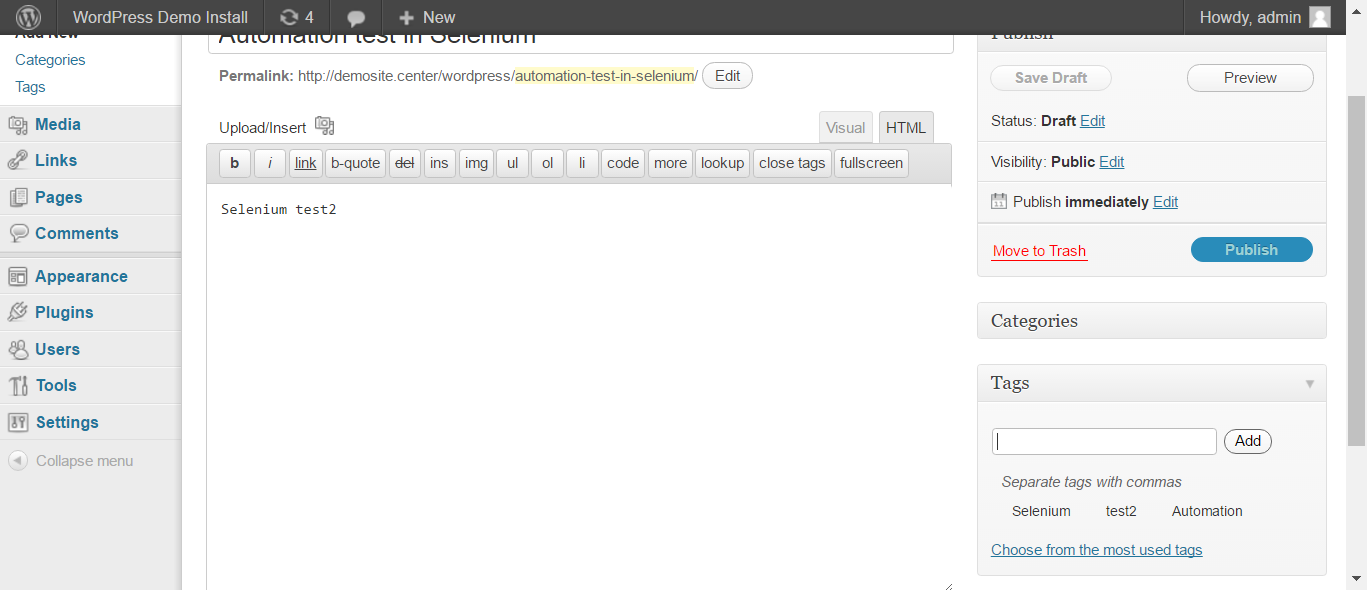 WordPress Demo Install 4 New Howdy, admin
Add New
Categories
Tags
Media
Links
Pages
Comments
Appearance
Plugins
Users
Tools
Settings
Collapse menu
Automation test in Selenium
Permalink: http://demosite.center/wordpress/automation-test-in-selenium/ Edit
Upload/Insert Visual HTML
b i link b-quote del ins img ul ol li code more lookup close tags fullscreen
Selenium test2
Publish
Save Draft Preview
Status: Draft Edit
Visibility: Public Edit
11 Publish immediately Edit
Move to Trash Publish
Categories
Tags
Add
Separate tags with commas
Selenium test2 Automation
Choose from the most used tags